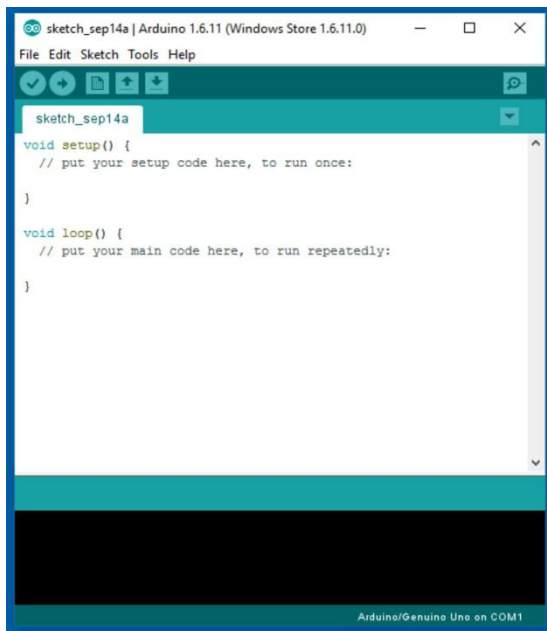 sketch_sep14a | Arduino 1.6.11 (Windows Store 1.6.11.0)
File Edit Sketch Tools Help
sketch_sep14a
void setup() {
  // put your setup code here, to run once:
}
void loop() {
  // put your main code here, to run repeatedly:
}
Arduino/Genuino Uno on COM1